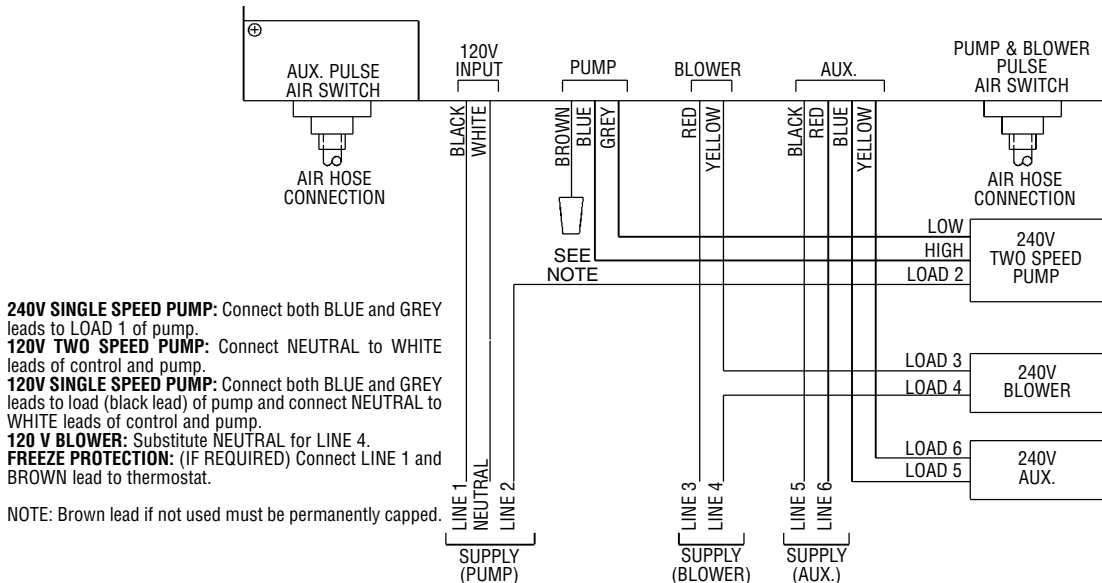 AUX. PULSE
AIR SWITCH
AIR HOSE
CONNECTION
120V
INPUT
PUMP
BLOWER
AUX.
PUMP & BLOWER
PULSE
AIR SWITCH
AIR HOSE
CONNECTION
BLACK
WHITE
BROWN
BLUE
GREY
RED
YELLOW
BLACK
RED
BLUE
YELLOW
SEE
NOTE
LOW
HIGH
LOAD 2
240V
TWO SPEED
PUMP
LOAD 3
LOAD 4
240V
BLOWER
LOAD 6
LOAD 5
240V
AUX.
240V SINGLE SPEED PUMP: Connect both BLUE and GREY
leads to LOAD 1 of pump.
120V TWO SPEED PUMP: Connect NEUTRAL to WHITE
leads of control and pump.
120V SINGLE SPEED PUMP: Connect both BLUE and GREY
leads to load (black lead) of pump and connect NEUTRAL to
WHITE leads of control and pump.
120 V BLOWER: Substitute NEUTRAL for LINE 4.
FREEZE PROTECTION: (IF REQUIRED) Connect LINE 1 and
BROWN lead to thermostat.
NOTE: Brown lead if not used must be permanently capped.
LINE 1
NEUTRAL
LINE 2
SUPPLY
(PUMP)
LINE 3
LINE 4
SUPPLY
(BLOWER)
LINE 5
LINE 6
SUPPLY
(AUX.)